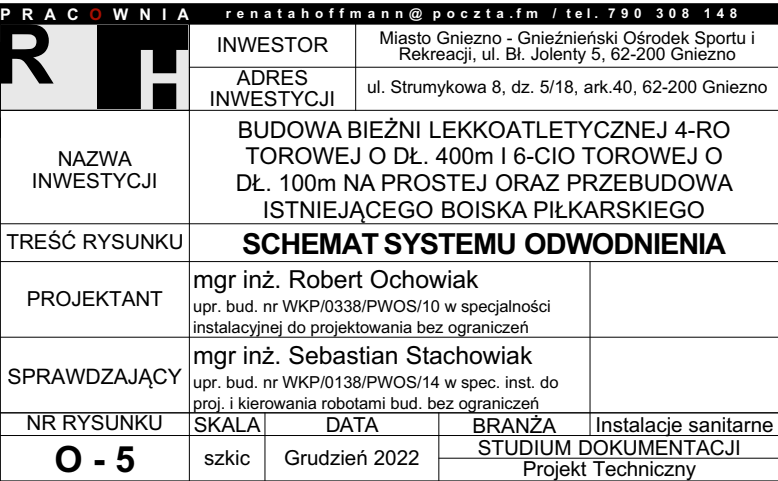 PRACOWNIA renatahoffmann@poczta.fm / tel. 790 308 148
RH
INWESTOR
Miasto Gniezno - Gnieźnieński Ośrodek Sportu i
Rekreacji, ul. Bł. Jolenty 5, 62-200 Gniezno
ADRES
INWESTYCJI
ul. Strumykowa 8, dz. 5/18, ark.40, 62-200 Gniezno
NAZWA
INWESTYCJI
BUDOWA BIEŻNI LEKKOATLETYCZNEJ 4-RO
TOROWEJ O DŁ. 400m I 6-CIO TOROWEJ O
DŁ. 100m NA PROSTEJ ORAZ PRZEBUDOWA
ISTNIEJĄCEGO BOISKA PIŁKARSKIEGO
TREŚĆ RYSUNKU
SCHEMAT SYSTEMU ODWODNIENIA
PROJEKTANT
mgr inż. Robert Ochowiak
upr. bud. nr WKP/0338/PWOS/10 w specjalności
instalacyjnej do projektowania bez ograniczeń
SPRAWDZAJĄCY
mgr inż. Sebastian Stachowiak
upr. bud. nr WKP/0138/PWOS/14 w spec. inst. do
proj. i kierowania robotami bud. bez ograniczeń
NR RYSUNKU SKALA DATA BRANŻA Instalacje sanitarne
O - 5 szkic Grudzień 2022
STUDIUM DOKUMENTACJI
Projekt Techniczny